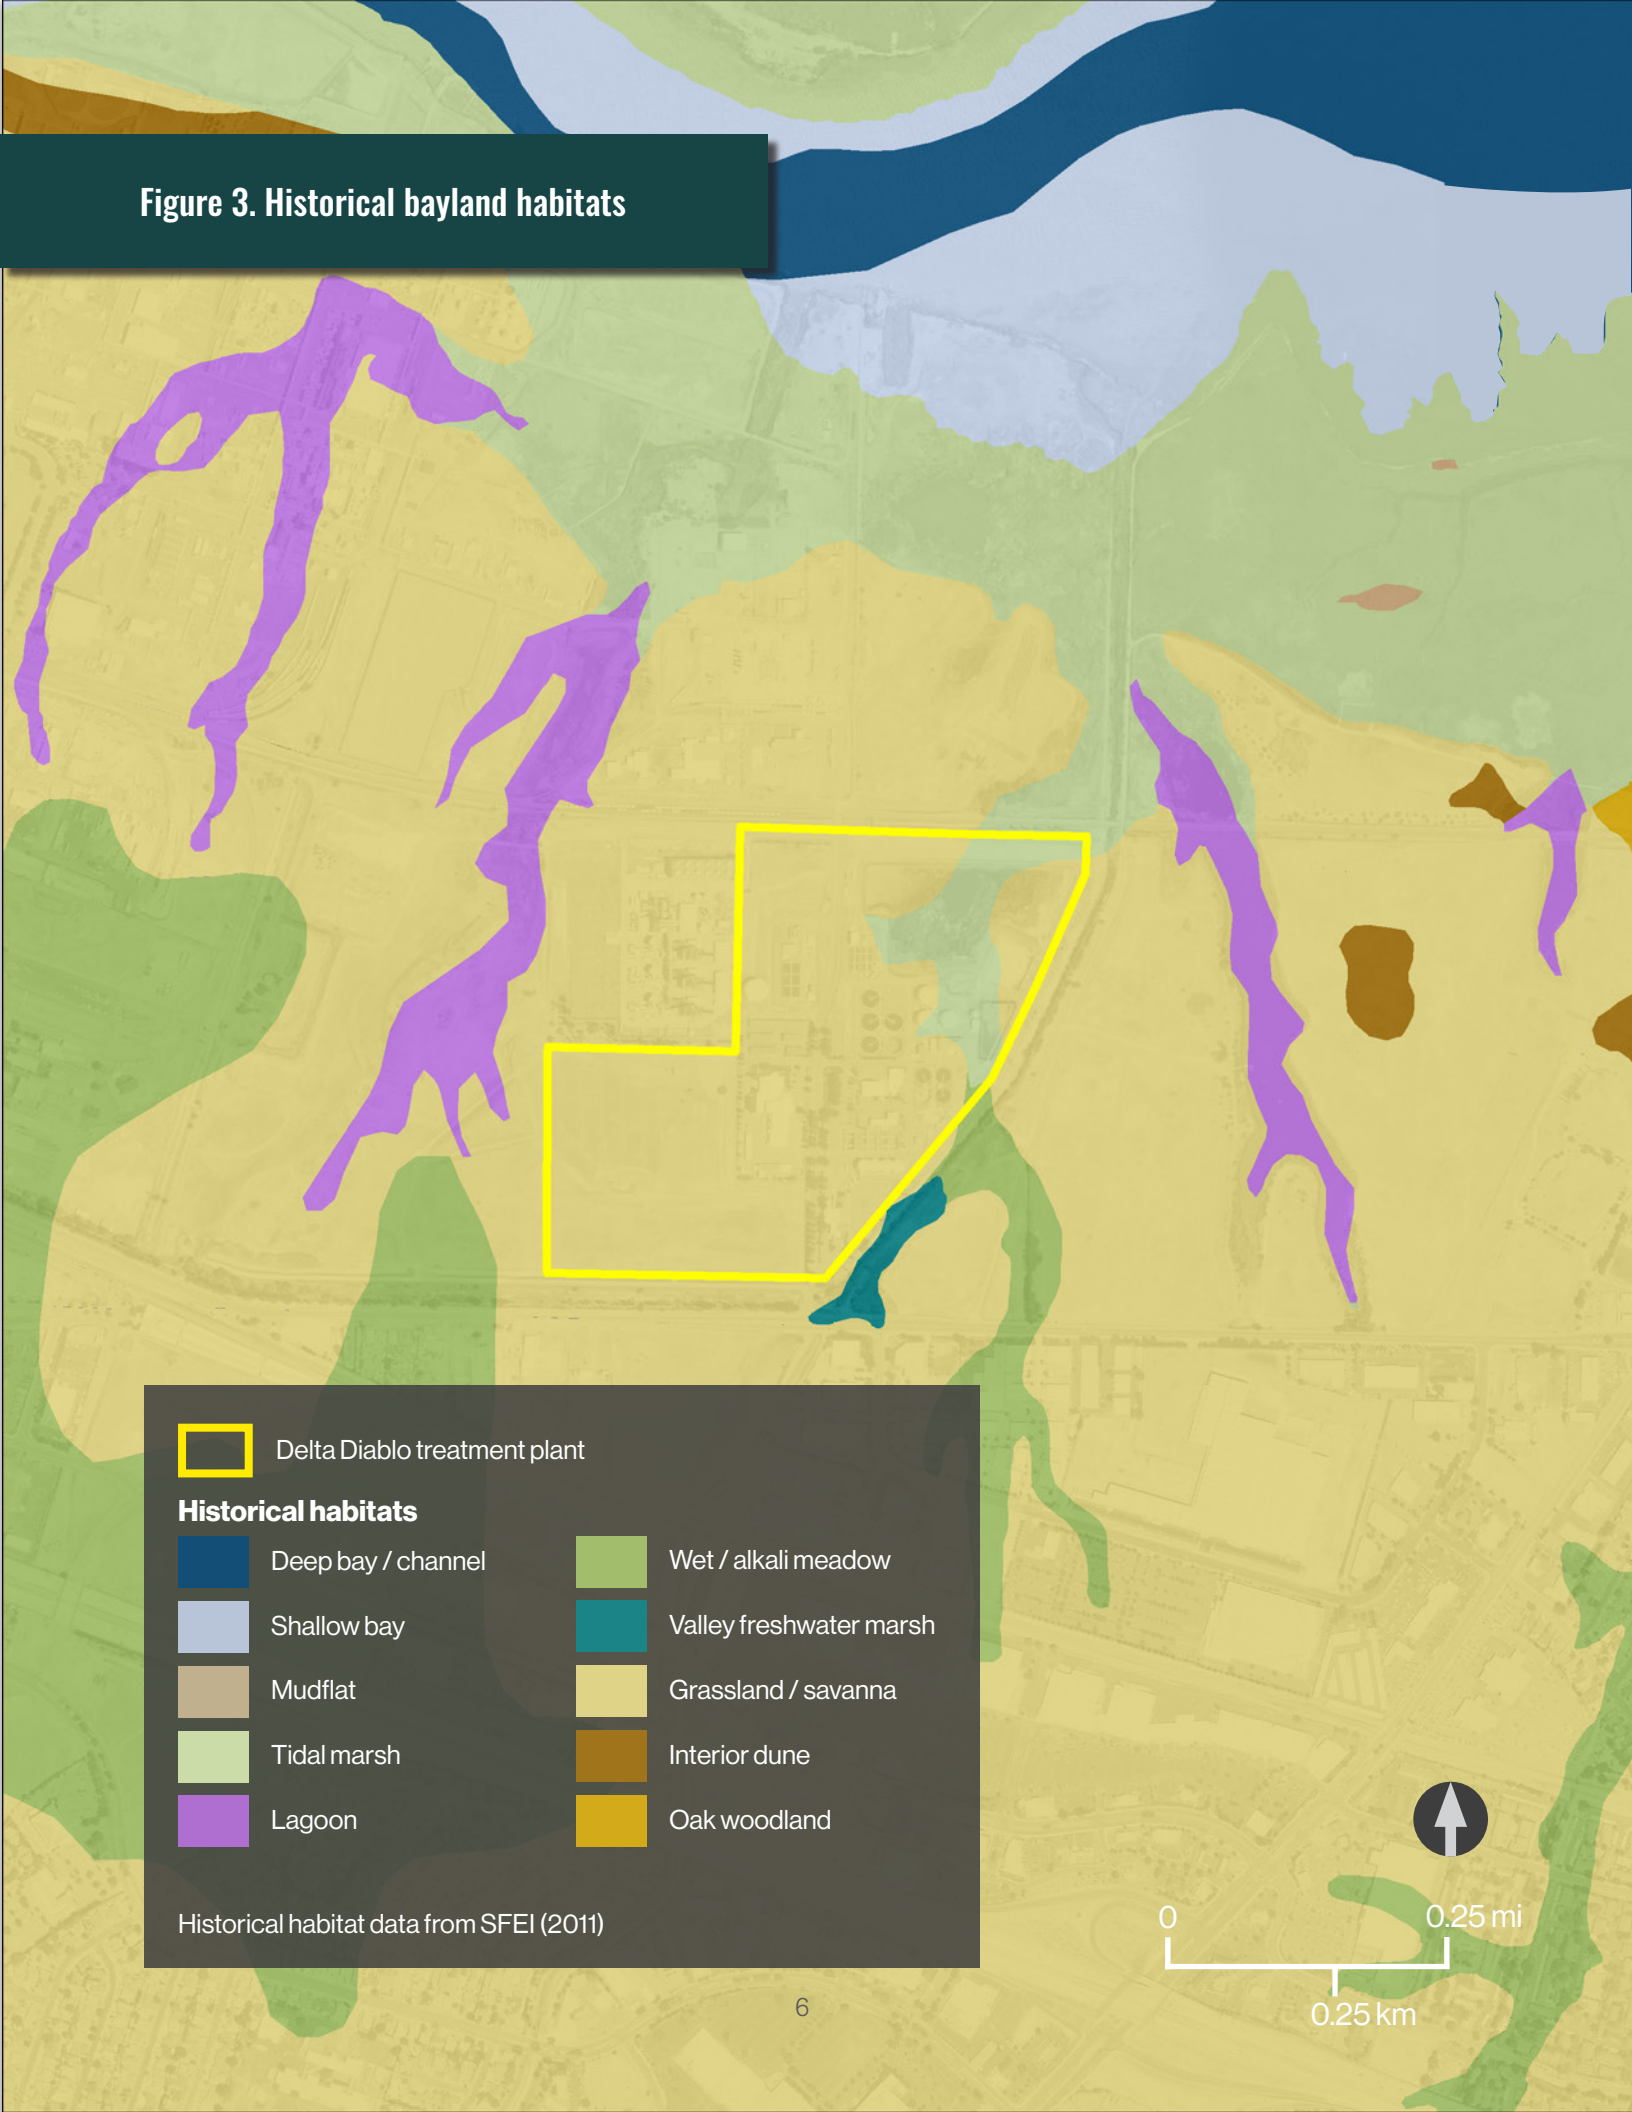 Figure 3. Historical bayland habitats
Delta Diablo treatment plant
Historical habitats
Deep bay / channel
Shallow bay
Mudflat
Tidal marsh
Lagoon
Wet / alkali meadow
Valley freshwater marsh
Grassland / savanna
Interior dune
Oak woodland
Historical habitat data from SFEI (2011)
0
0.25 mi
0.25 km
6